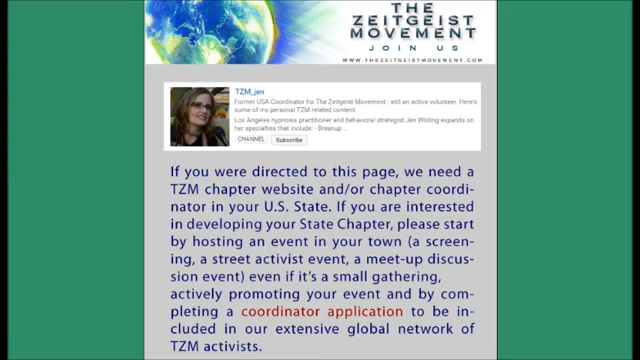 THE
ZEITGEIST
MOVEMENT
JOIN US
WWW.THEZEITGEISTMOVEMENT.COM
TZM_jen
Former USA Coordinator for The Zeitgeist Movement - still an active volunteer. Here's
some of my personal TZM related content.
Los Angeles hypnosis practitioner and behavioral strategist Jen Wilding expands on
her specialties that include: - Breakup ...
CHANNEL Subscribe
If you were directed to this page, we need a
TZM chapter website and/or chapter coordi-
nator in your U.S. State. If you are interested
in developing your State Chapter, please start
by hosting an event in your town (a screen-
ing, a street activist event, a meet-up discus-
sion event) even if it's a small gathering,
actively promoting your event and by com-
pleting a coordinator application to be in-
cluded in our extensive global network of
TZM activists.